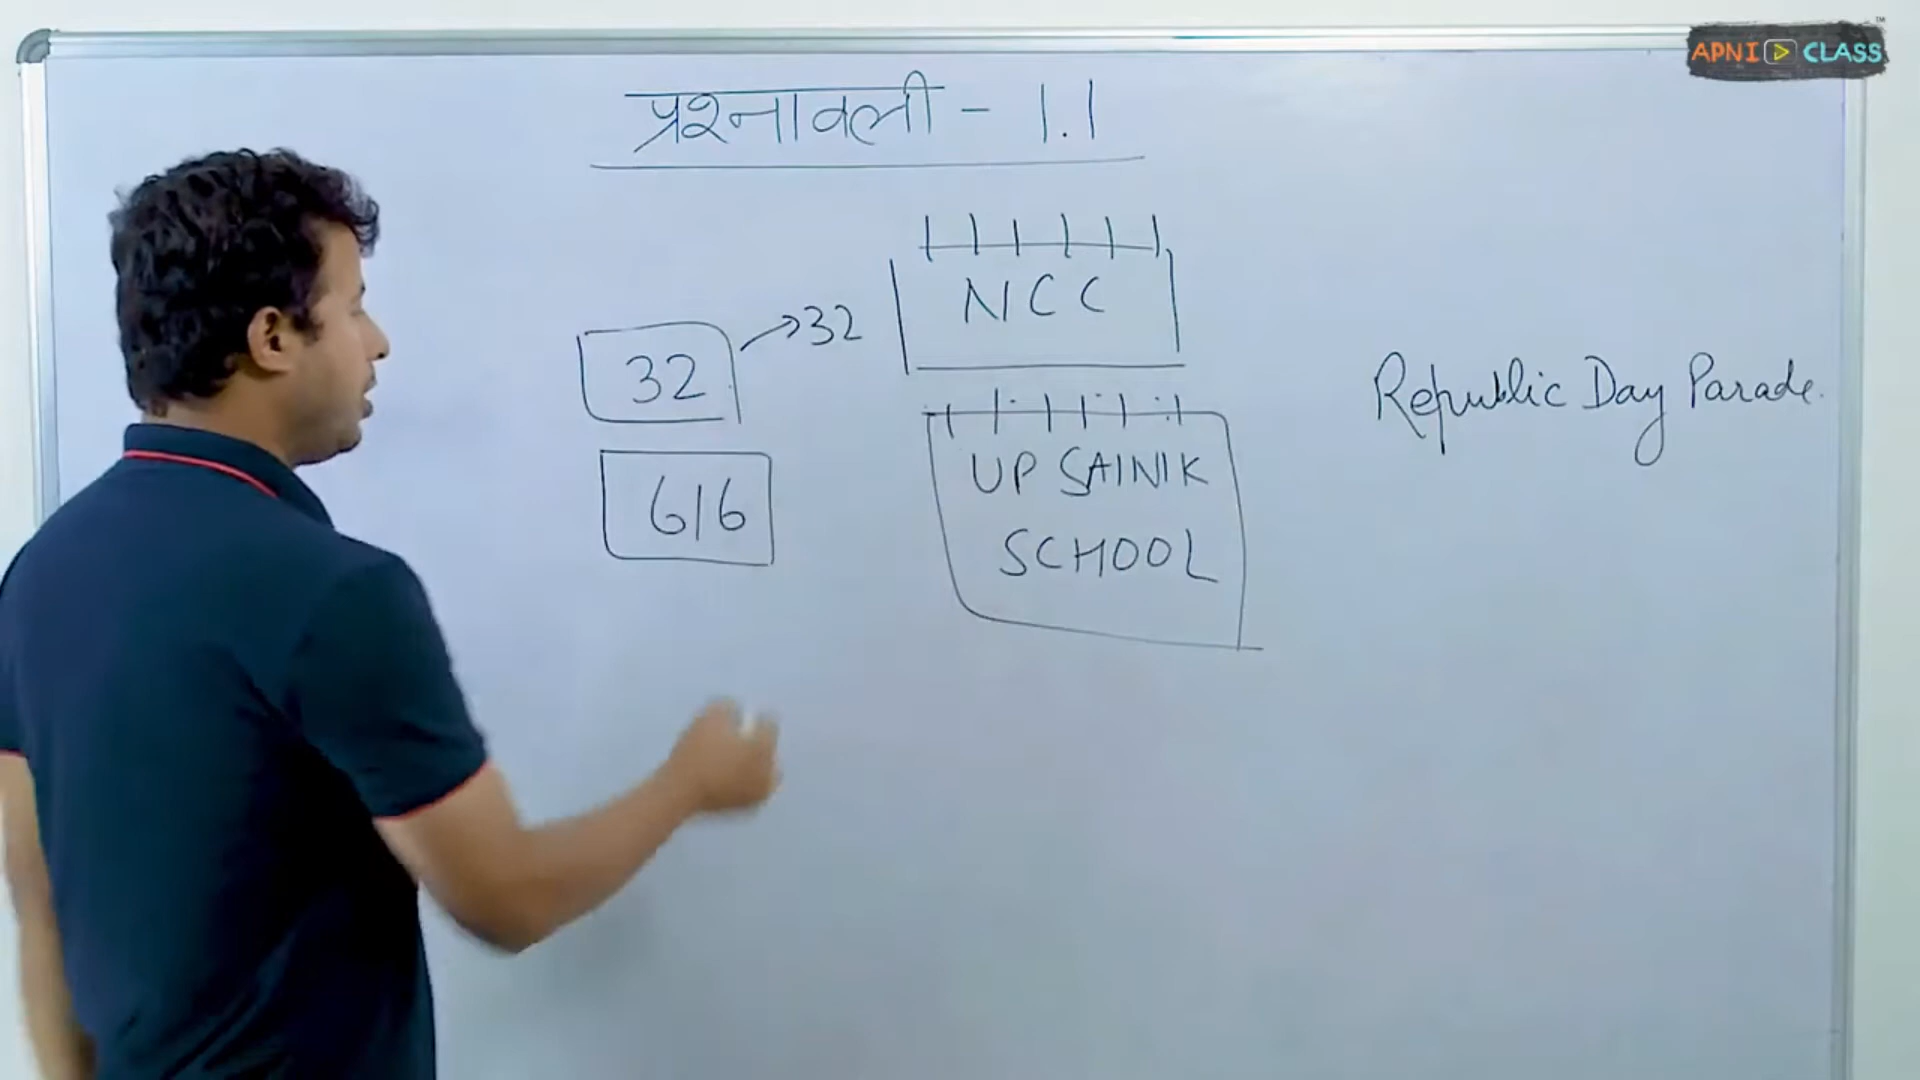 APNI CLASS
प्रश्नावली - 1.1
32 → 32
616
NCC
UP SAINIK
SCHOOL
Republic Day Parade.